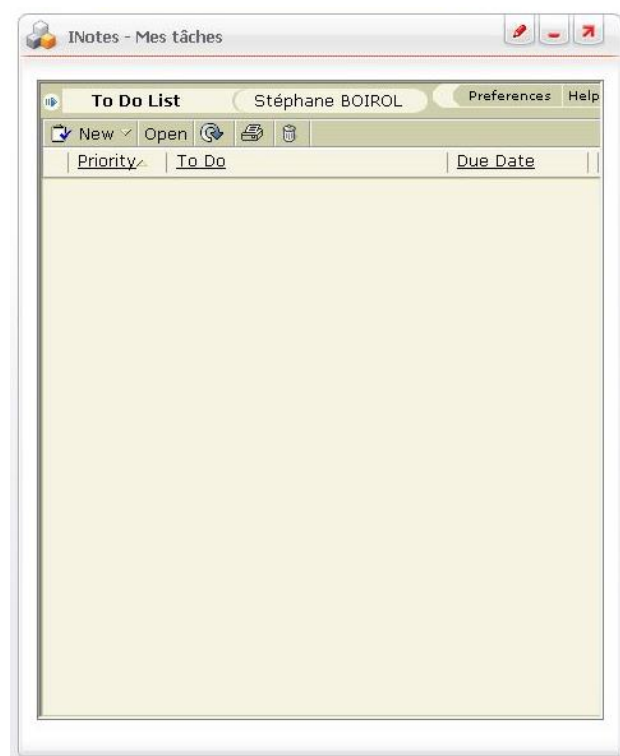 INotes - Mes tâches
To Do List Stéphane BOIROL Preferences Help
New Open
Priority To Do Due Date